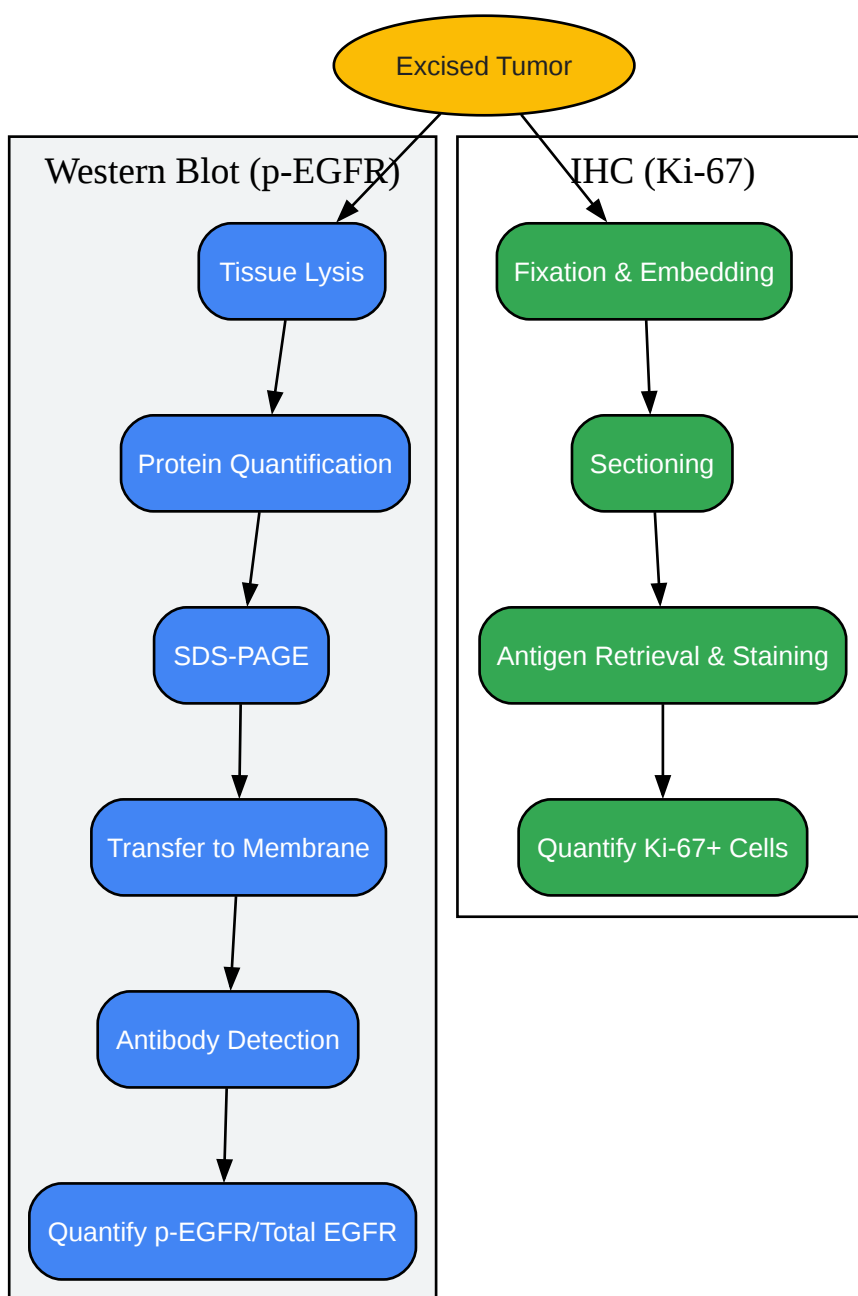 Excised Tumor
Western Blot (p-EGFR)
Tissue Lysis
Protein Quantification
SDS-PAGE
Transfer to Membrane
Antibody Detection
Quantify p-EGFR/Total EGFR
IHC (Ki-67)
Fixation & Embedding
Sectioning
Antigen Retrieval & Staining
Quantify Ki-67+ Cells